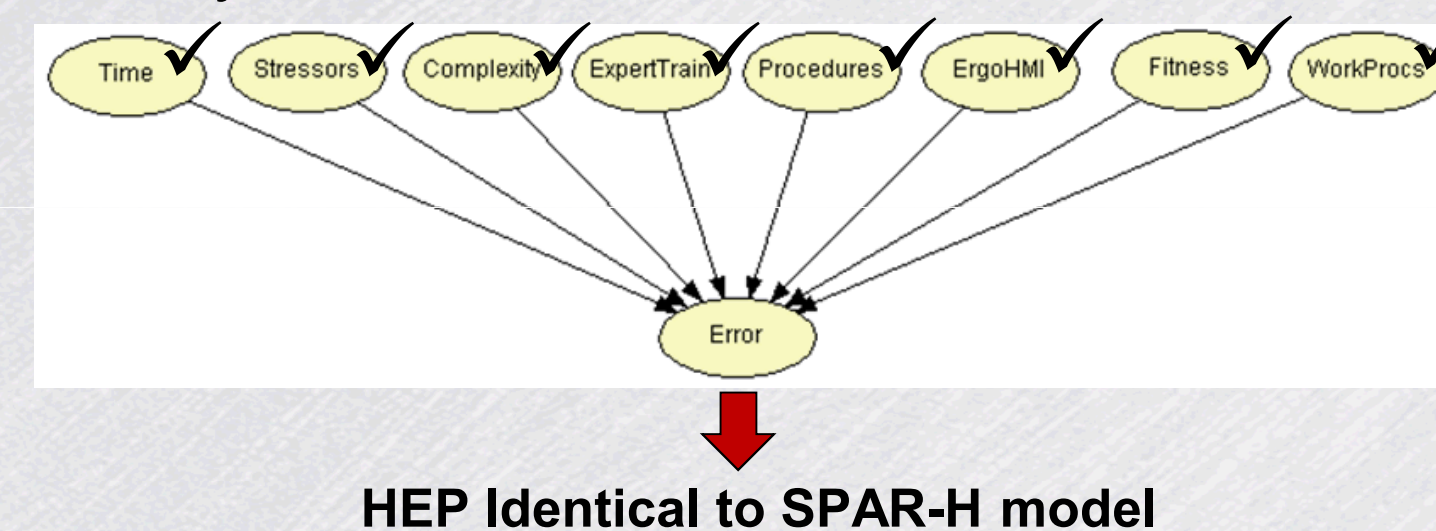 Time Stressors Complexity ExpertTrain Procedures ErgoHMI Fitness WorkProcs
Error
HEP Identical to SPAR-H model